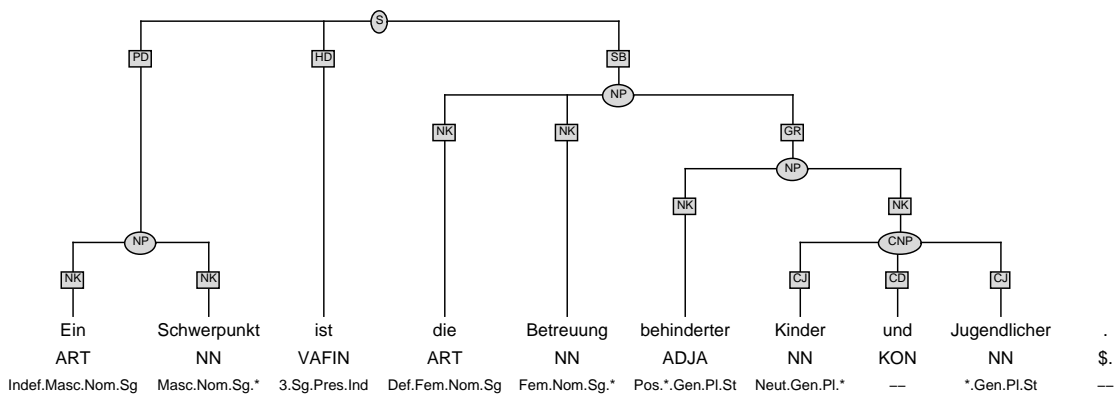 S
PD HD SB
NP
NK NK GR
NP
NK NK
NP CNP
NK NK CJ CD CJ
Ein Schwerpunkt ist die Betreuung behinderter Kinder und Jugendlicher .
ART NN VAFIN ART NN ADJA NN KON NN $.
Indef.Masc.Nom.Sg Masc.Nom.Sg.* 3.Sg.Pres.Ind Def.Fem.Nom.Sg Fem.Nom.Sg.* Pos.*.Gen.Pl.St Neut.Gen.Pl.* -- *.Gen.Pl.St --